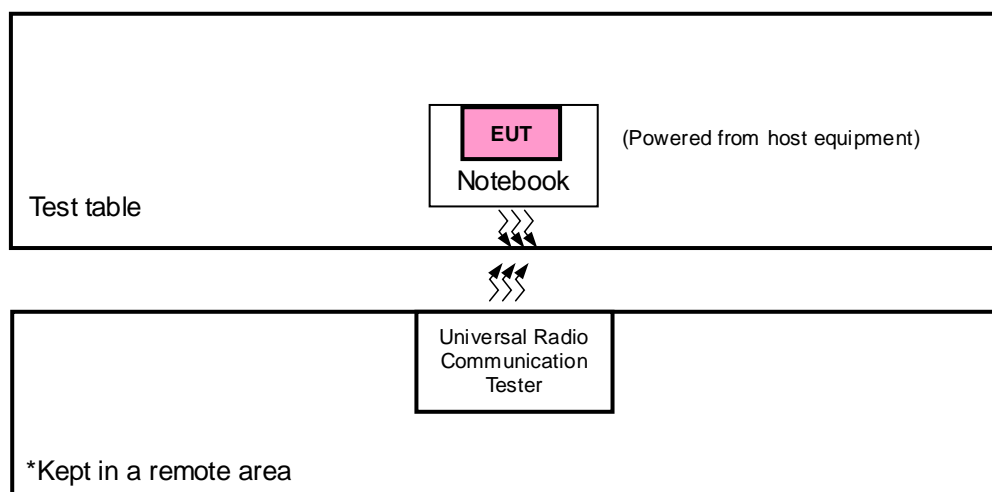 EUT
(Powered from host equipment)
Notebook
Test table
Universal Radio
Communication
Tester
*Kept in a remote area